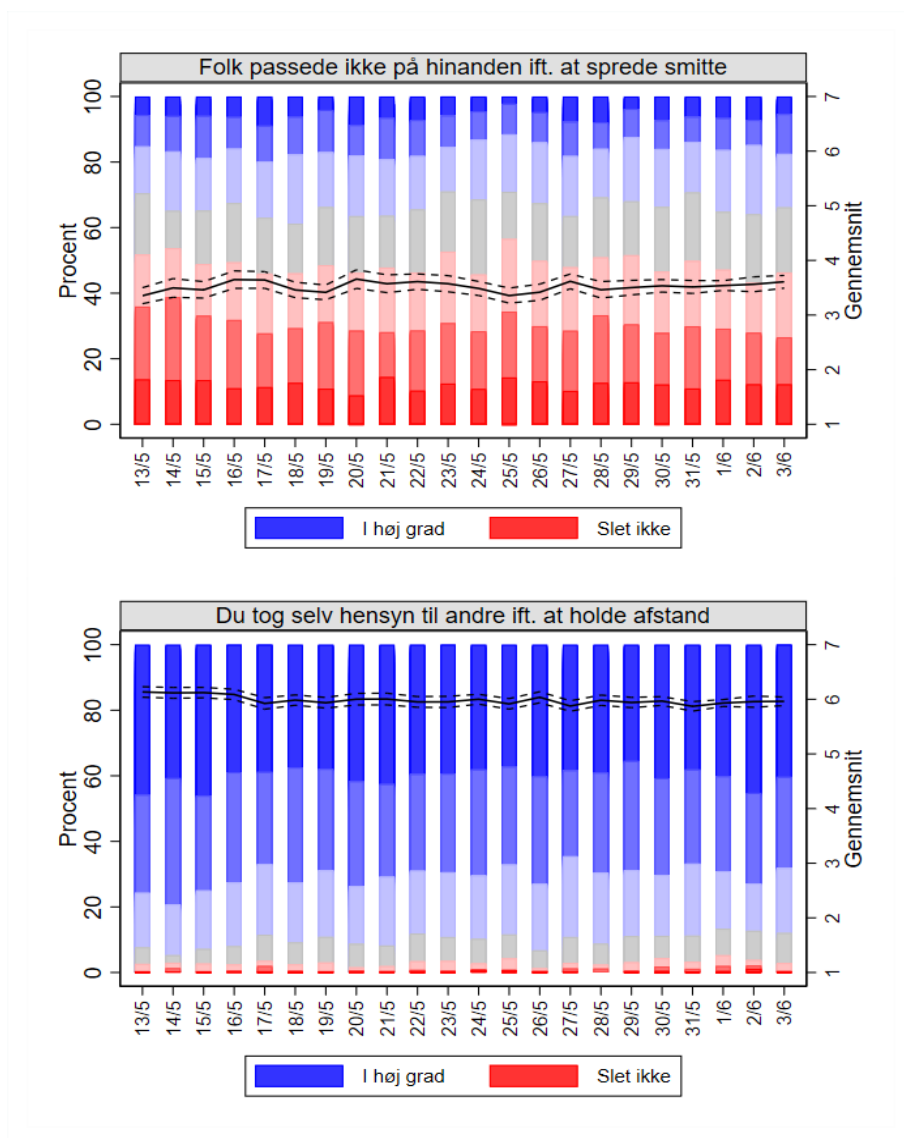 Folk passede ikke på hinanden ift. at sprede smitte
Procent
100
80
60
40
20
0
7
6
5
4
3
2
1
Gennemsnit
13/5 14/5 15/5 16/5 17/5 18/5 19/5 20/5 21/5 22/5 23/5 24/5 25/5 26/5 27/5 28/5 29/5 30/5 31/5 1/6 2/6 3/6
I høj grad Slet ikke
Du tog selv hensyn til andre ift. at holde afstand
Procent
100
80
60
40
20
0
7
6
5
4
3
2
1
Gennemsnit
13/5 14/5 15/5 16/5 17/5 18/5 19/5 20/5 21/5 22/5 23/5 24/5 25/5 26/5 27/5 28/5 29/5 30/5 31/5 1/6 2/6 3/6
I høj grad Slet ikke